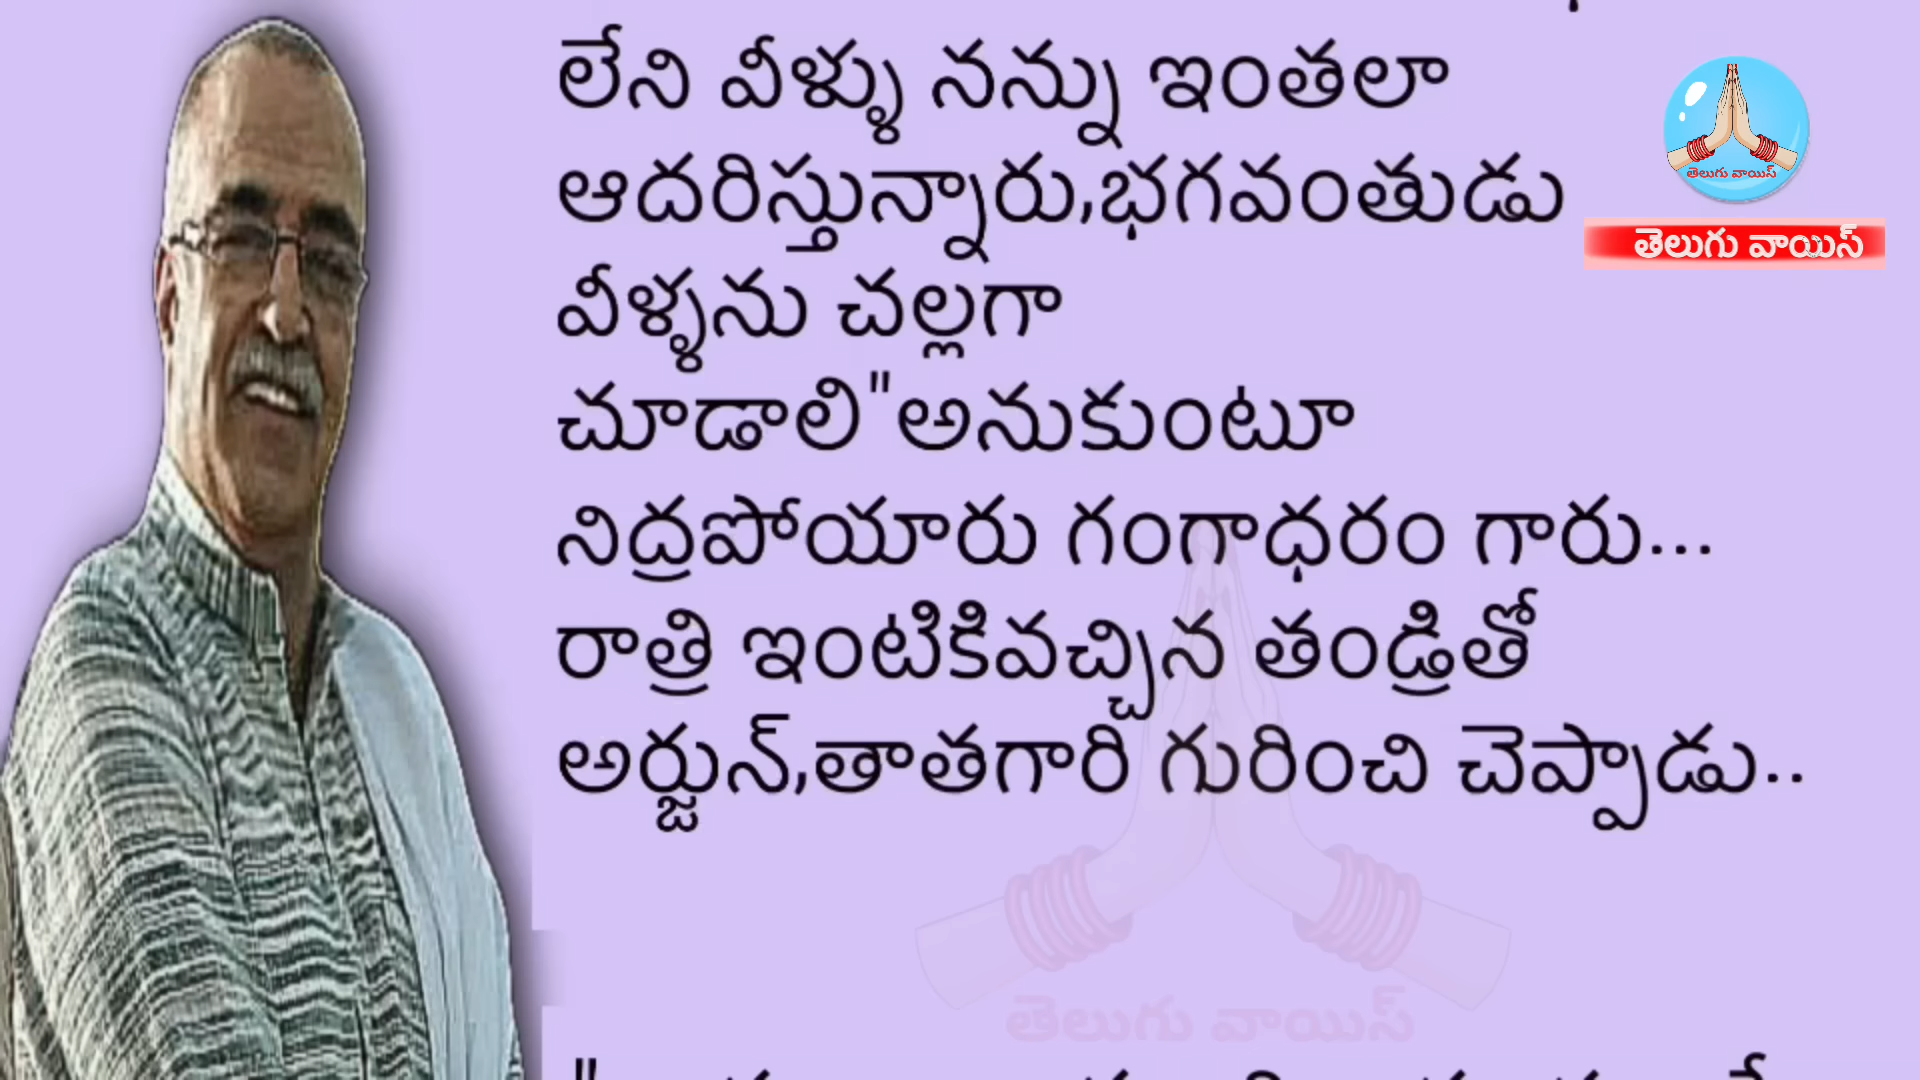 లేని వీళ్ళు నన్ను ఇంతలా
ఆదరిస్తున్నారు,భగవంతుడు
వీళ్ళను చల్లగా
చూడాలి"అనుకుంటూ
నిద్రపోయారు గంగాధరం గారు...
రాత్రి ఇంటికివచ్చిన తండ్రితో
అర్జున్,తాతగారి గురించి చెప్పాడు..
తెలుగు వాయిస్
తెలుగు వాయిస్
తెలుగు వాయిస్